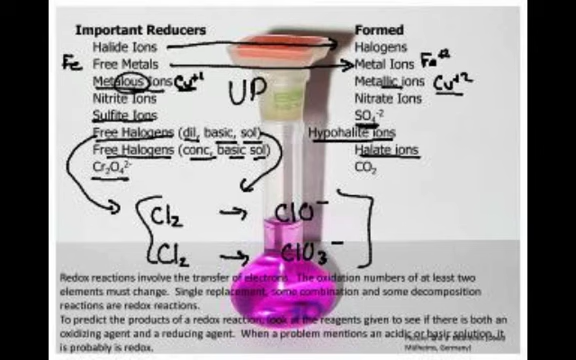 Important Reducers Formed
Halide Ions Halogens
Fe Free Metals Metal Ions Fe+2
Metalous Ions Cu+1 Metallic ions Cu+2
UP
Nitrite Ions Nitrate Ions
Sulfite Ions SO4-2
Free Halogens (dil, basic, sol) Hypohalite ions
Free Halogens (conc, basic sol) Halate ions
Cr2O4 2- CO2
Cl2 → ClO-
Cl2 → ClO3-
Redox reactions involve the transfer of electrons. The oxidation numbers of at least two
elements must change. Single replacement, some combination and some decomposition
reactions are redox reactions.
To predict the products of a redox reaction, look at the reagents given to see if there is both an
oxidizing agent and a reducing agent. When a problem mentions an acidic or basic solution, it
is probably is redox.
(Mülheim, Germany)